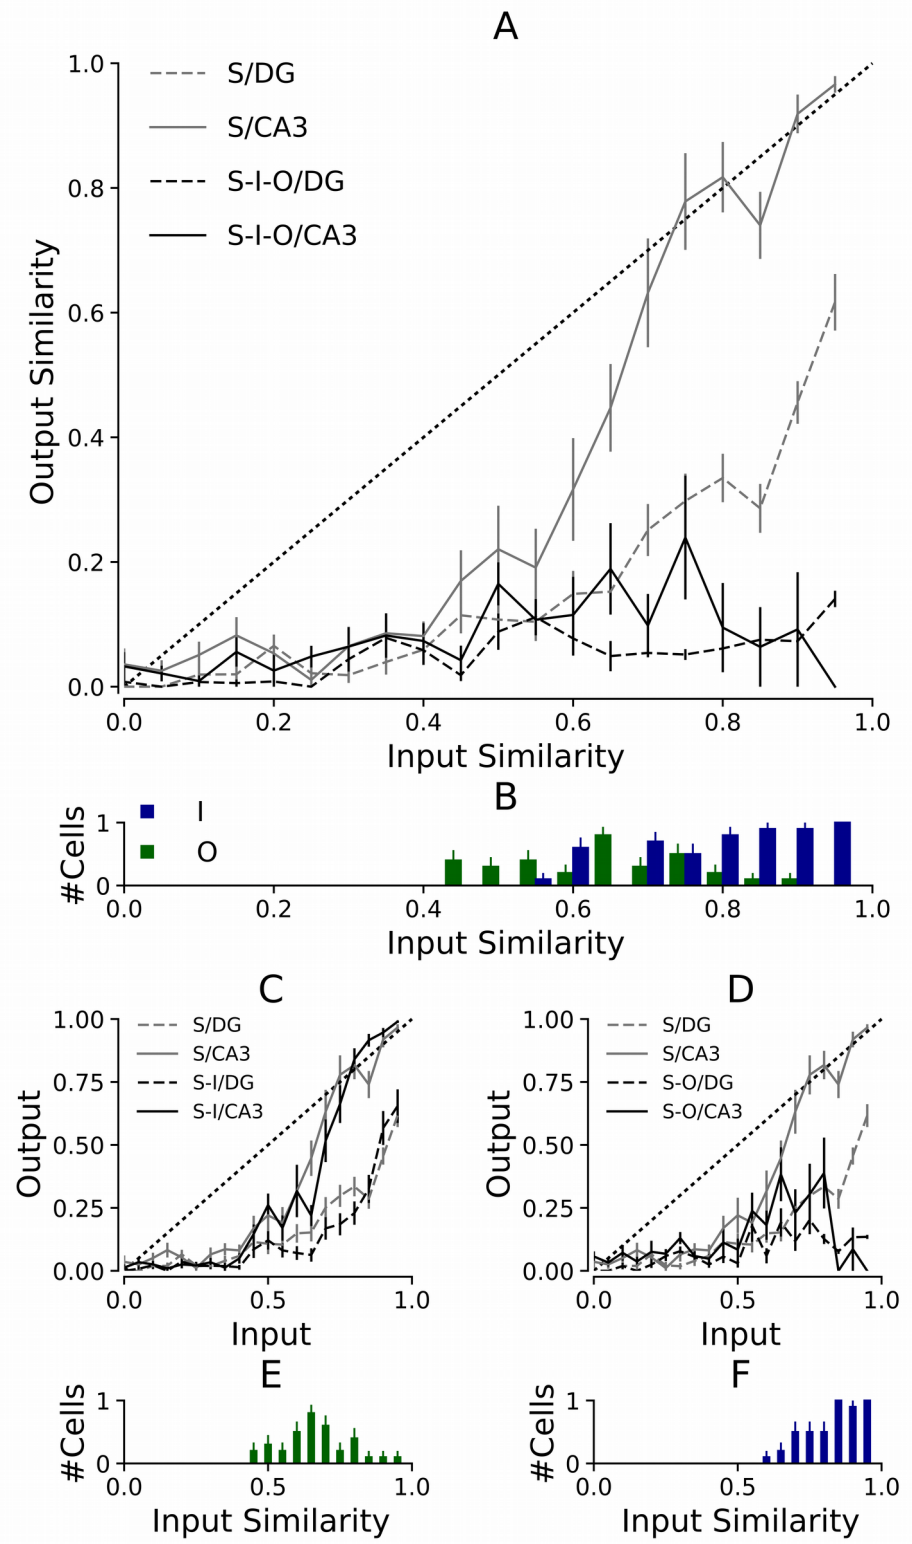 A
1.0
0.8
0.6
0.4
0.2
0.0
Output Similarity
S/DG
S/CA3
S-I-O/DG
S-I-O/CA3
0.0 0.2 0.4 0.6 0.8 1.0
Input Similarity
B
#Cells
1
0
I
O
0.0 0.2 0.4 0.6 0.8 1.0
Input Similarity
C
1.00
0.75
0.50
0.25
0.00
Output
S/DG
S/CA3
S-I/DG
S-I/CA3
0.0 0.5 1.0
Input
D
1.00
0.75
0.50
0.25
0.00
Output
S/DG
S/CA3
S-O/DG
S-O/CA3
0.0 0.5 1.0
Input
E
#Cells
1
0
0.0 0.5 1.0
Input Similarity
F
#Cells
1
0
0.0 0.5 1.0
Input Similarity